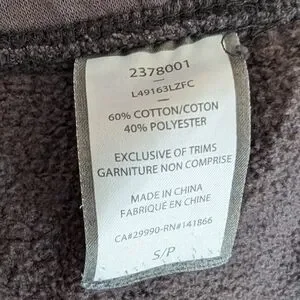 2378001
L49163LZFC
60% COTTON/COTON
40% POLYESTER
EXCLUSIVE OF TRIMS
GARNITURE NON COMPRISE
MADE IN CHINA
FABRIQUÉ EN CHINE
CA#29990-RN#141866
S/P